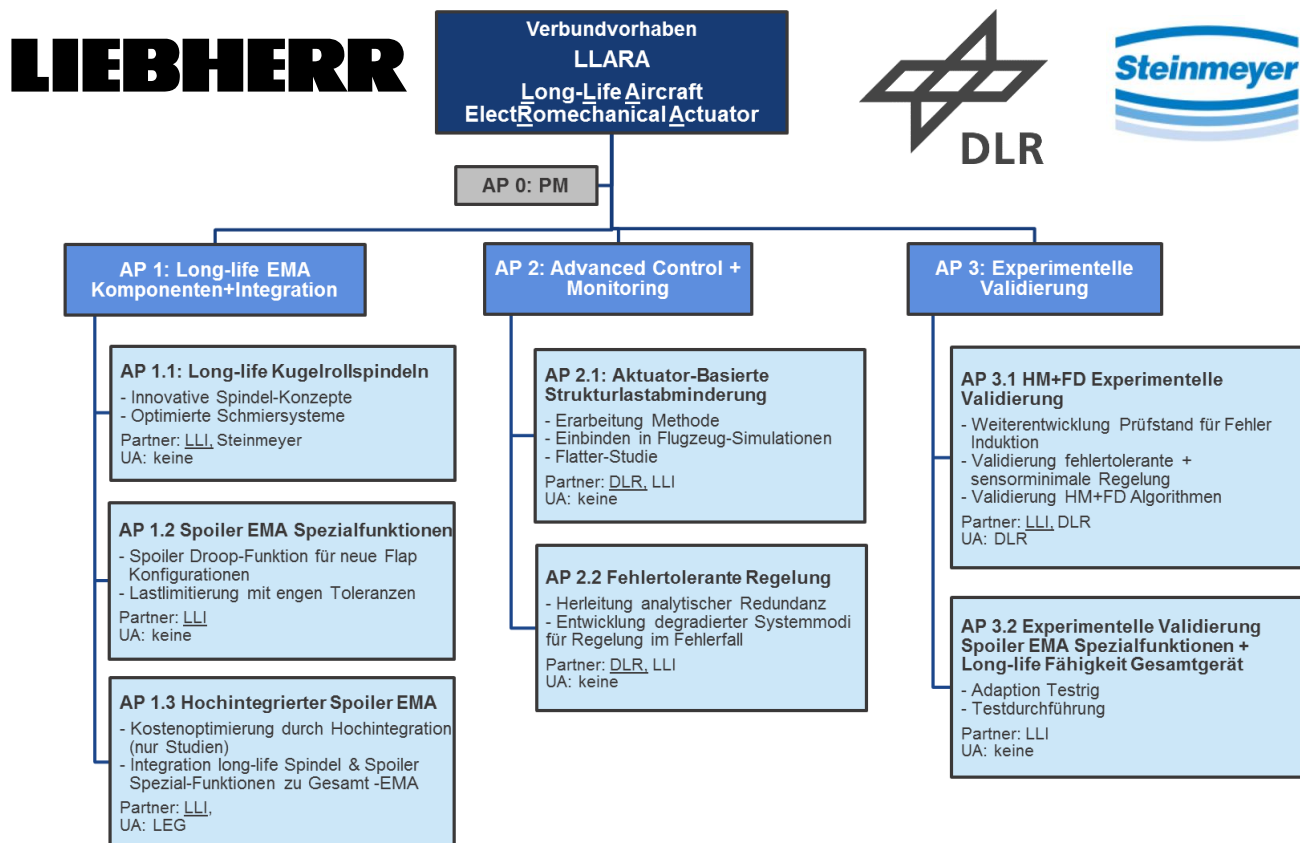 LIEBHERR
Verbundvorhaben
LLARA
Long-Life Aircraft
ElectRomechanical Actuator
DLR
Steinmeyer
AP 0: PM
AP 1: Long-life EMA
Komponenten+Integration
AP 1.1: Long-life Kugelrollspindeln
- Innovative Spindel-Konzepte
- Optimierte Schmiersysteme
Partner: LLI, Steinmeyer
UA: keine
AP 1.2 Spoiler EMA Spezialfunktionen
- Spoiler Droop-Funktion für neue Flap
Konfigurationen
- Lastlimitierung mit engen Toleranzen
Partner: LLI
UA: keine
AP 1.3 Hochintegrierter Spoiler EMA
- Kostenoptimierung durch Hochintegration
(nur Studien)
- Integration long-life Spindel & Spoiler
Spezial-Funktionen zu Gesamt -EMA
Partner: LLI,
UA: LEG
AP 2: Advanced Control +
Monitoring
AP 2.1: Aktuator-Basierte
Strukturlastabminderung
- Erarbeitung Methode
- Einbinden in Flugzeug-Simulationen
- Flatter-Studie
Partner: DLR, LLI
UA: keine
AP 2.2 Fehlertolerante Regelung
- Herleitung analytischer Redundanz
- Entwicklung degradierter Systemmodi
für Regelung im Fehlerfall
Partner: DLR, LLI
UA: keine
AP 3: Experimentelle
Validierung
AP 3.1 HM+FD Experimentelle
Validierung
- Weiterentwicklung Prüfstand für Fehler
Induktion
- Validierung fehlertolerante +
sensorminimale Regelung
- Validierung HM+FD Algorithmen
Partner: LLI, DLR
UA: DLR
AP 3.2 Experimentelle Validierung
Spoiler EMA Spezialfunktionen +
Long-life Fähigkeit Gesamtgerät
- Adaption Testrig
- Testdurchführung
Partner: LLI
UA: keine